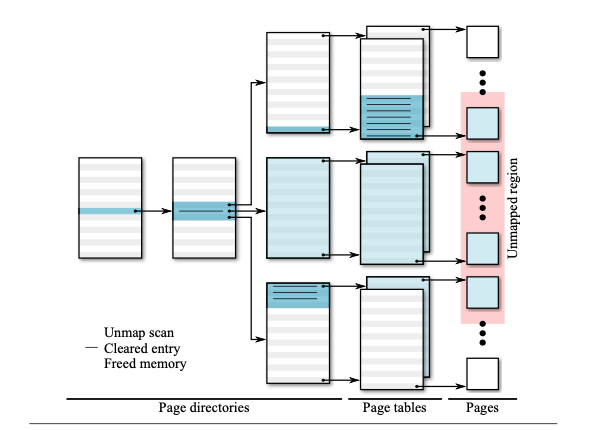 Unmapped region
Unmap scan
Cleared entry
Freed memory
Page directories
Page tables
Pages